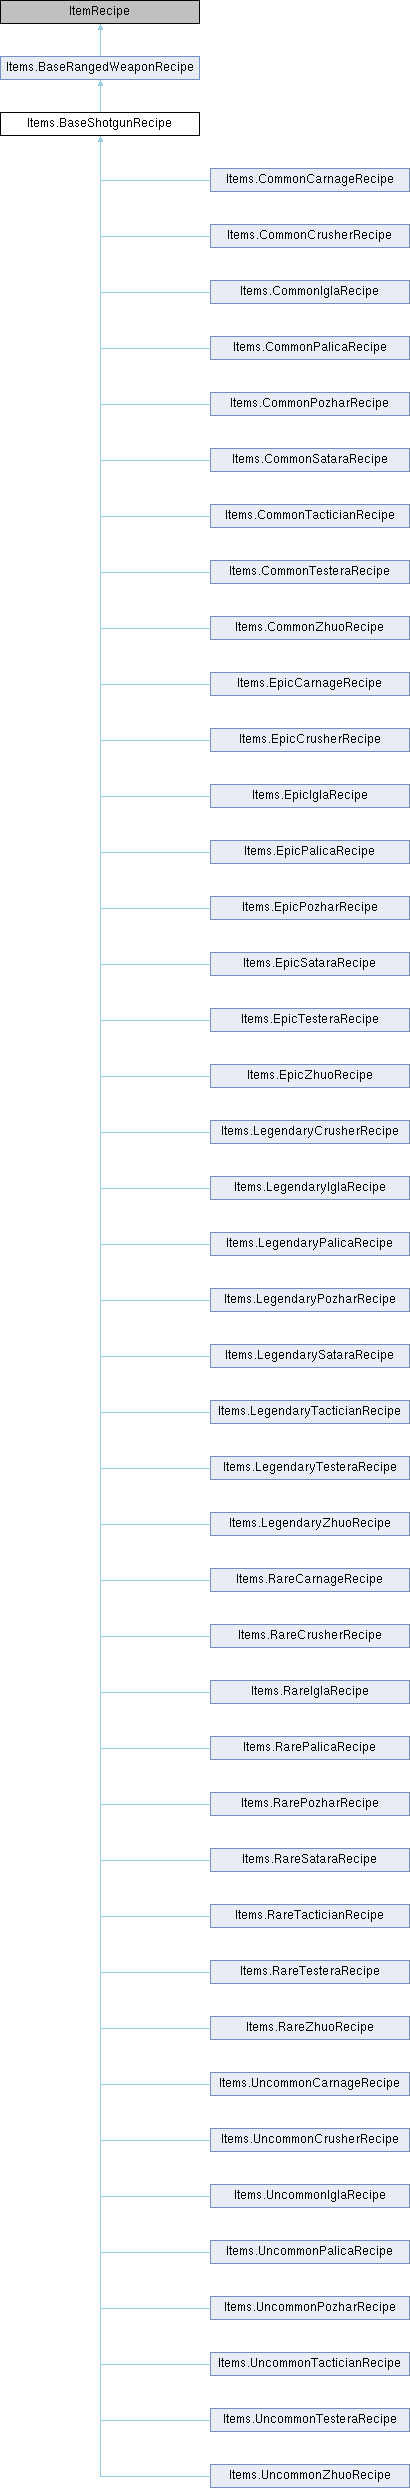 ItemRecipe
Items.BaseRangedWeaponRecipe
Items.BaseShotgunRecipe
Items.CommonCarnageRecipe
Items.CommonCrusherRecipe
Items.CommonIglaRecipe
Items.CommonPalicaRecipe
Items.CommonPozharRecipe
Items.CommonSataraRecipe
Items.CommonTacticianRecipe
Items.CommonTesteraRecipe
Items.CommonZhuoRecipe
Items.EpicCarnageRecipe
Items.EpicCrusherRecipe
Items.EpicIglaRecipe
Items.EpicPalicaRecipe
Items.EpicPozharRecipe
Items.EpicSataraRecipe
Items.EpicTesteraRecipe
Items.EpicZhuoRecipe
Items.LegendaryCrusherRecipe
Items.LegendaryIglaRecipe
Items.LegendaryPalicaRecipe
Items.LegendaryPozharRecipe
Items.LegendarySataraRecipe
Items.LegendaryTacticianRecipe
Items.LegendaryTesteraRecipe
Items.LegendaryZhuoRecipe
Items.RareCarnageRecipe
Items.RareCrusherRecipe
Items.RareIglaRecipe
Items.RarePalicaRecipe
Items.RarePozharRecipe
Items.RareSataraRecipe
Items.RareTacticianRecipe
Items.RareTesteraRecipe
Items.RareZhuoRecipe
Items.UncommonCarnageRecipe
Items.UncommonCrusherRecipe
Items.UncommonIglaRecipe
Items.UncommonPalicaRecipe
Items.UncommonPozharRecipe
Items.UncommonTacticianRecipe
Items.UncommonTesteraRecipe
Items.UncommonZhuoRecipe